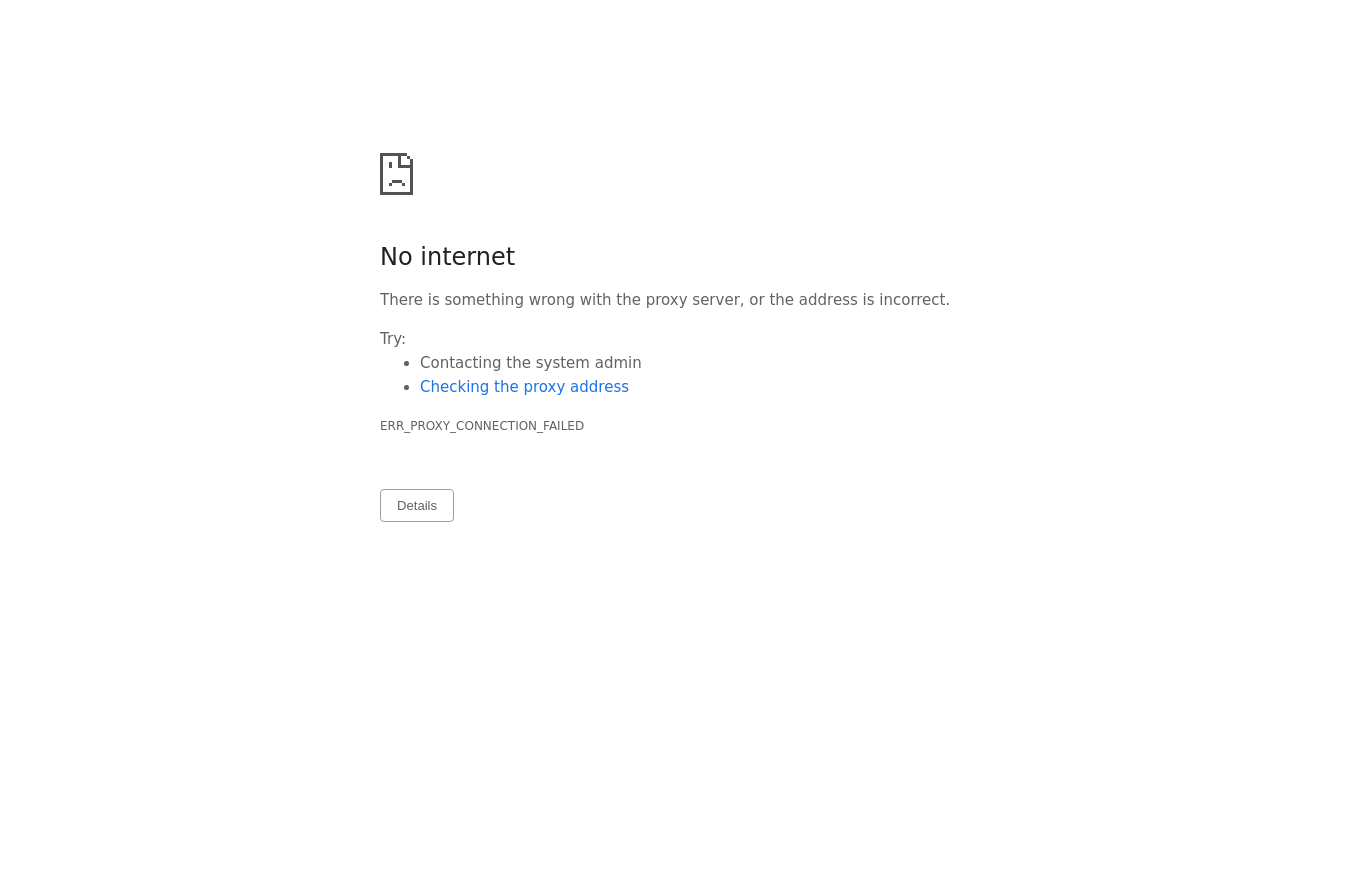 No internet
There is something wrong with the proxy server, or the address is incorrect.
Try:
Contacting the system admin
Checking the proxy address
ERR_PROXY_CONNECTION_FAILED
Details